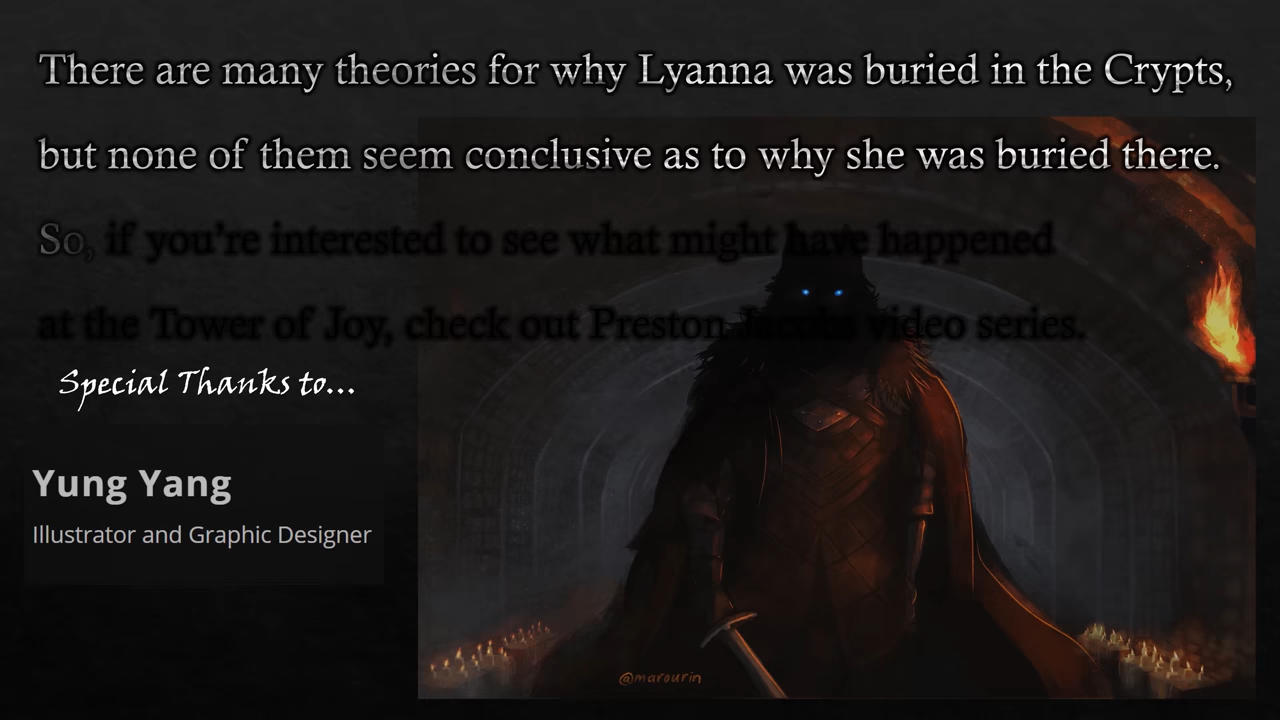 There are many theories for why Lyanna was buried in the Crypts,
but none of them seem conclusive as to why she was buried there.
So, if you're interested to see what might have happened
at the Tower of Joy, check out Preston Jacobs video series.
Special Thanks to...
Yung Yang
Illustrator and Graphic Designer
@marourin